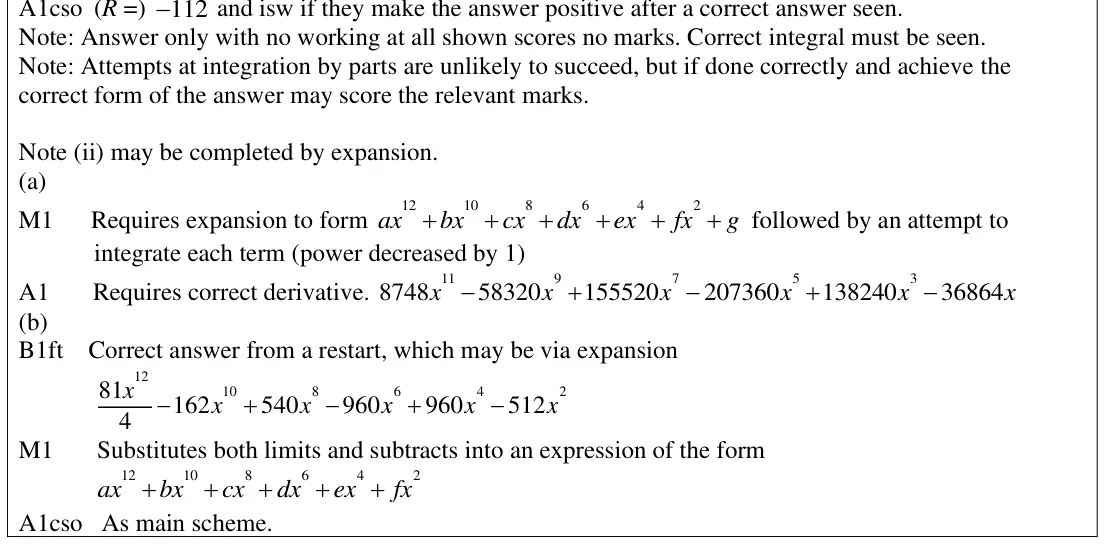 A1cso (R =) −112 and isw if they make the answer positive after a correct answer seen.
Note: Answer only with no working at all shown scores no marks. Correct integral must be seen.
Note: Attempts at integration by parts are unlikely to succeed, but if done correctly and achieve the
correct form of the answer may score the relevant marks.
Note (ii) may be completed by expansion.
(a)
M1 Requires expansion to form ax^12 + bx^10 + cx^8 + dx^6 + ex^4 + fx^2 + g followed by an attempt to
integrate each term (power decreased by 1)
A1 Requires correct derivative. 8748x^11 − 58320x^9 + 155520x^7 − 207360x^5 + 138240x^3 − 36864x
(b)
B1ft Correct answer from a restart, which may be via expansion
81x^12/4 − 162x^10 + 540x^8 − 960x^6 + 960x^4 − 512x^2
M1 Substitutes both limits and subtracts into an expression of the form
ax^12 + bx^10 + cx^8 + dx^6 + ex^4 + fx^2
A1cso As main scheme.